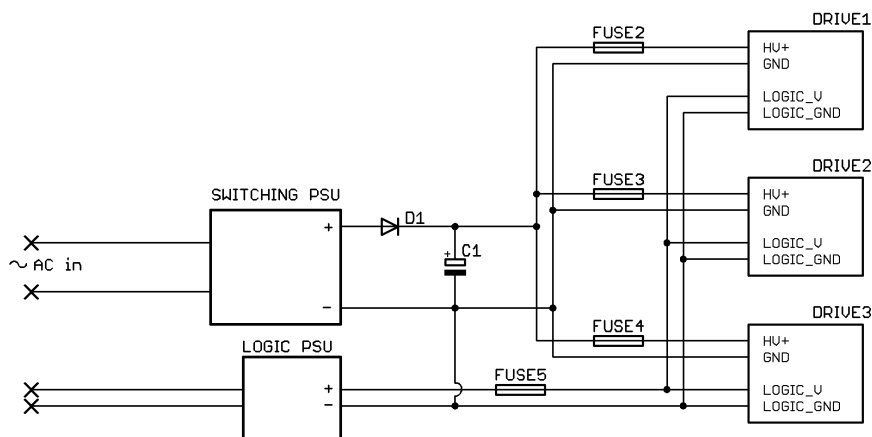 DRIVE1
FUSE2
HV+
GND
LOGIC_V
LOGIC_GND
DRIVE2
FUSE3
HV+
GND
LOGIC_V
LOGIC_GND
SWITCHING PSU
+
-
D1
+
C1
~ AC in
DRIVE3
FUSE4
HV+
GND
LOGIC_V
LOGIC_GND
LOGIC PSU
+
-
FUSE5